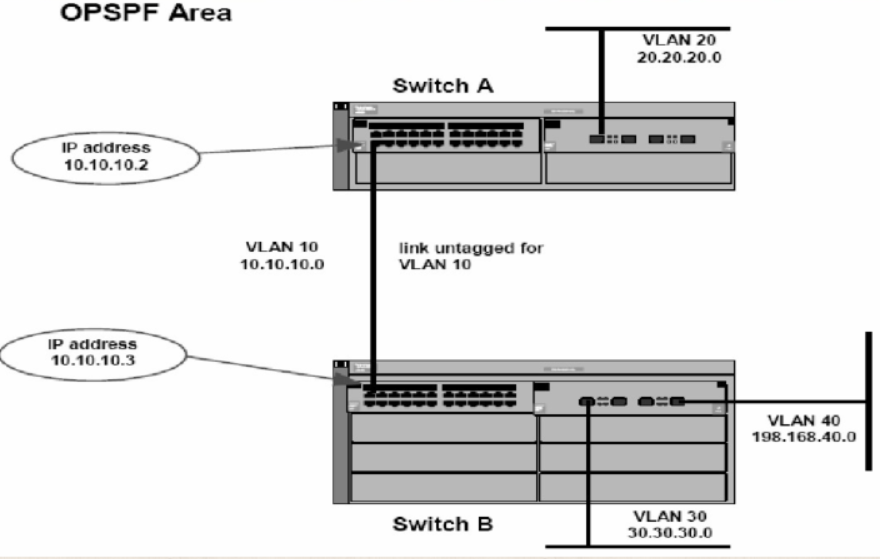 OPSPF Area
VLAN 20
20.20.20.0
Switch A
IP address
10.10.10.2
VLAN 10
10.10.10.0
link untagged for
VLAN 10
IP address
10.10.10.3
VLAN 40
198.168.40.0
Switch B
VLAN 30
30.30.30.0